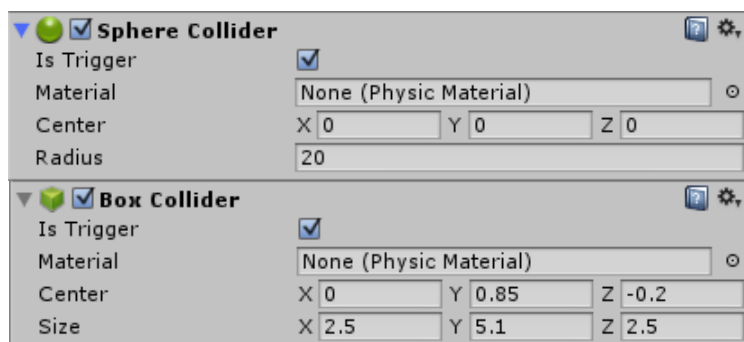 Sphere Collider
Is Trigger
Material None (Physic Material)
Center X 0 Y 0 Z 0
Radius 20
Box Collider
Is Trigger
Material None (Physic Material)
Center X 0 Y 0.85 Z -0.2
Size X 2.5 Y 5.1 Z 2.5